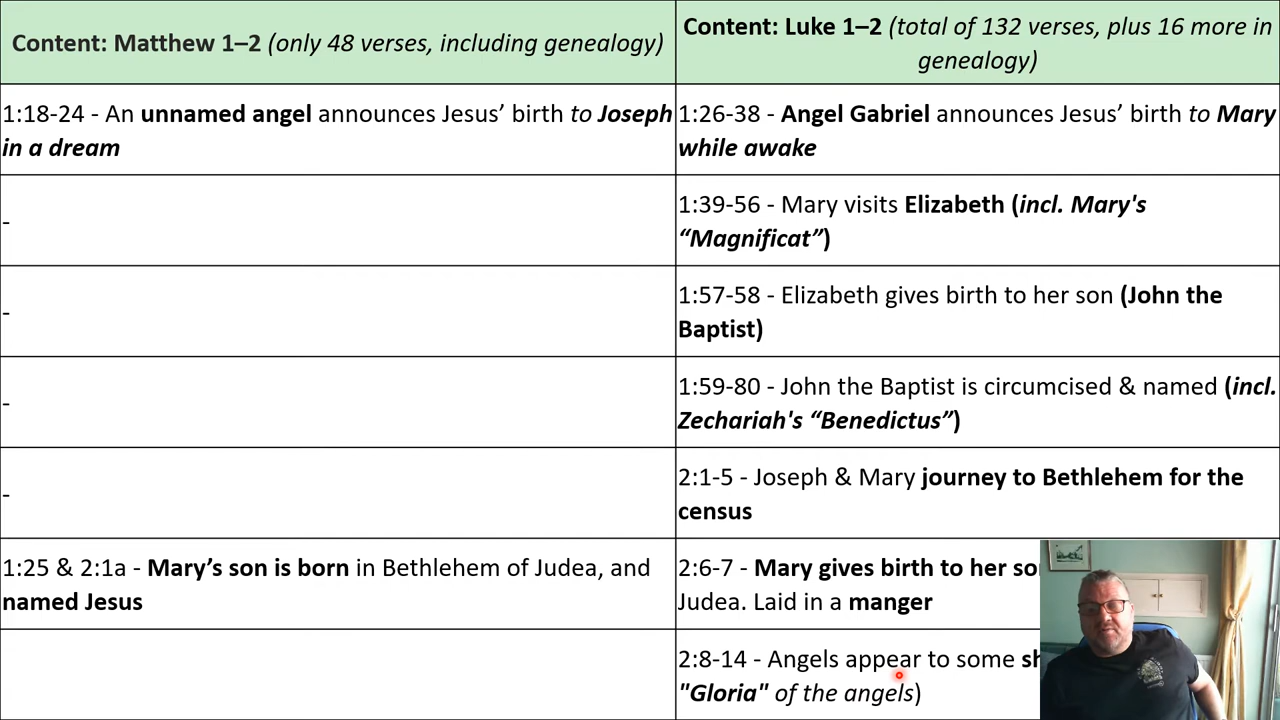 Content: Matthew 1–2 (only 48 verses, including genealogy)
Content: Luke 1–2 (total of 132 verses, plus 16 more in
genealogy)
1:18-24 - An unnamed angel announces Jesus’ birth to Joseph
in a dream
1:26-38 - Angel Gabriel announces Jesus’ birth to Mary
while awake
-
1:39-56 - Mary visits Elizabeth (incl. Mary's
“Magnificat”)
-
1:57-58 - Elizabeth gives birth to her son (John the
Baptist)
-
1:59-80 - John the Baptist is circumcised & named (incl.
Zechariah's “Benedictus”)
-
2:1-5 - Joseph & Mary journey to Bethlehem for the
census
1:25 & 2:1a - Mary’s son is born in Bethlehem of Judea, and
named Jesus
2:6-7 - Mary gives birth to her
Judea. Laid in a manger
2:8-14 - Angels appear to some
"Gloria" of the angels)